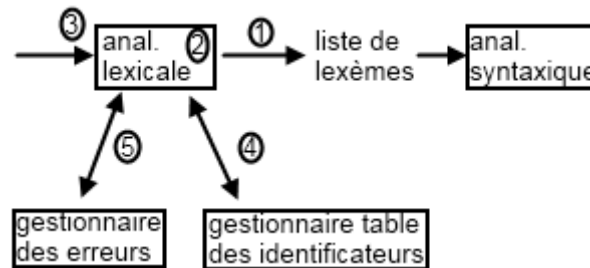 ③
anal. ② ① liste de anal.
lexicale lexèmes syntaxique
⑤ ④
gestionnaire gestionnaire table
des erreurs des identificateurs